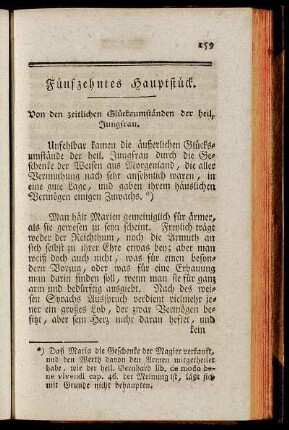 159
Fünfzehntes Hauptstück.
Von den zeitlichen Glücksumständen der heil.
Jungfrau.
Unfehlbar kamen die äußerlichen Glücks-
umstände der heil. Jungfrau durch die Ge-
schenke der Weisen aus Morgenland, die aller
Vermuthung nach sehr ansehnlich waren, in
eine gute Lage, und gaben ihrem häuslichen
Vermögen einigen Zuwachs. *)
Man hält Marien gemeiniglich für ärmer,
als sie gewesen zu seyn scheint. Freylich trägt
weder der Reichthum, noch die Armuth an
sich selbst zu ihrer Ehre etwas bey; aber man
weiß doch auch nicht, was für einen beson-
dern Vorzug, oder was für eine Erbauung
man darin finden soll, wenn man sie für ganz
arm und bedürftig ausgiebt. Nach des wei-
sen Sprachs Ausspruch verdient vielmehr je-
ner ein großes Lob, der zwar Vermögen be-
sitzt, aber sein Herz nicht daran heftet, und
kein
*) Daß Maria die Geschenke der Magier verkauft,
und den Werth davon den Armen mitgetheilet
habe, wie der heil. Bernhard lib. de modo be-
ne vivendi cap. 46. der Meinung ist, läßt sich
mit Grunde nicht behaupten.